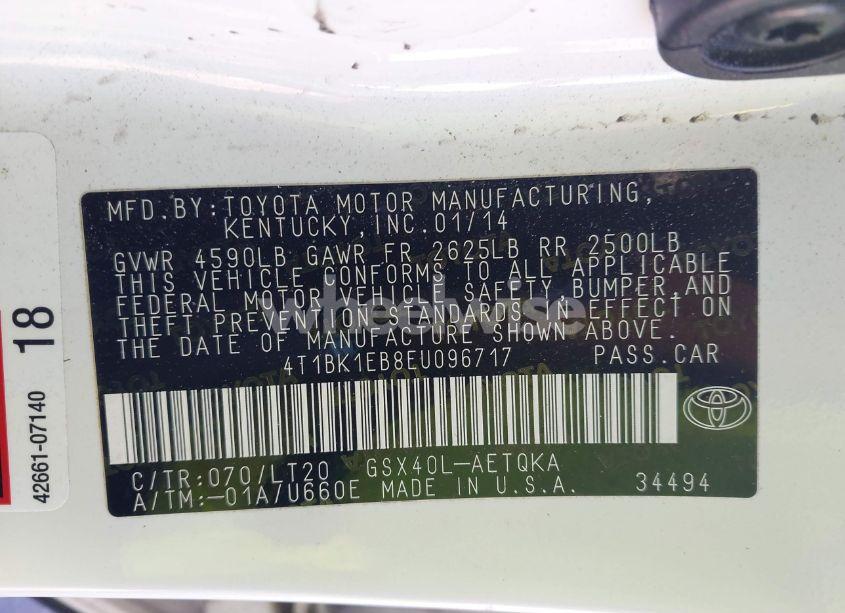 MFD.BY:TOYOTA MOTOR MANUFACTURING,
KENTUCKY,INC.01/14
GVWR 4590LB GAWR FR 2625LB RR 2500LB
THIS VEHICLE CONFORMS TO ALL APPLICABLE
FEDERAL MOTOR VEHICLE SAFETY,BUMPER,AND
THEFT PREVENTION STANDARDS IN EFFECT ON
THE DATE OF MANUFACTURE SHOWN ABOVE.
4T1BK1EB8EU096717 PASS.CAR
C/TR:070/LT20 GSX40L-AETQKA
A/TM:-01A/U660E MADE IN U.S.A. 34494
18
42661-07140
wheelwise